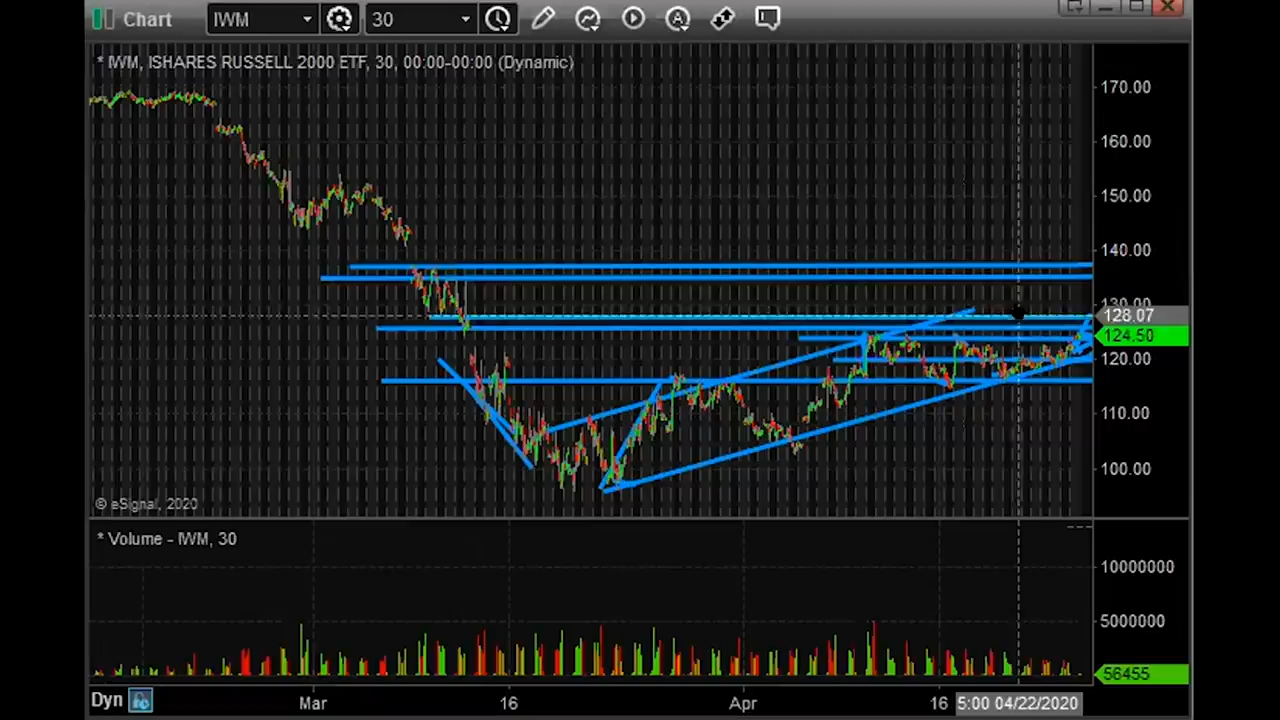 Chart IWM 30
* IWM, ISHARES RUSSELL 2000 ETF, 30, 00:00-00:00 (Dynamic)
170.00
160.00
150.00
140.00
130.00
128.07
124.50
120.00
110.00
100.00
© eSignal, 2020
* Volume - IWM, 30
10000000
5000000
56455
Dyn
Mar 16 Apr 16 5:00 04/22/2020